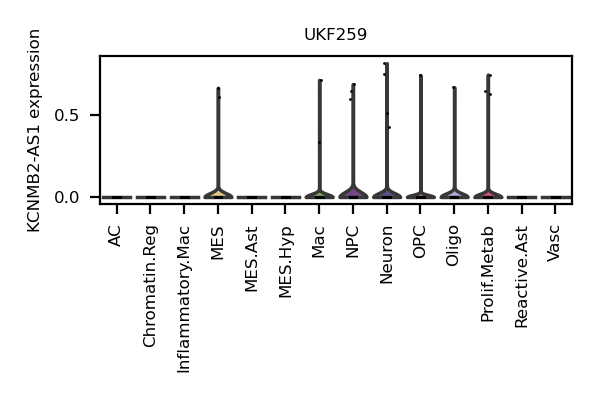 UKF259
KCNMB2-AS1 expression
0.5
0.0
AC
Chromatin.Reg
Inflammatory.Mac
MES
MES.Ast
MES.Hyp
Mac
NPC
Neuron
OPC
Oligo
Prolif.Metab
Reactive.Ast
Vasc